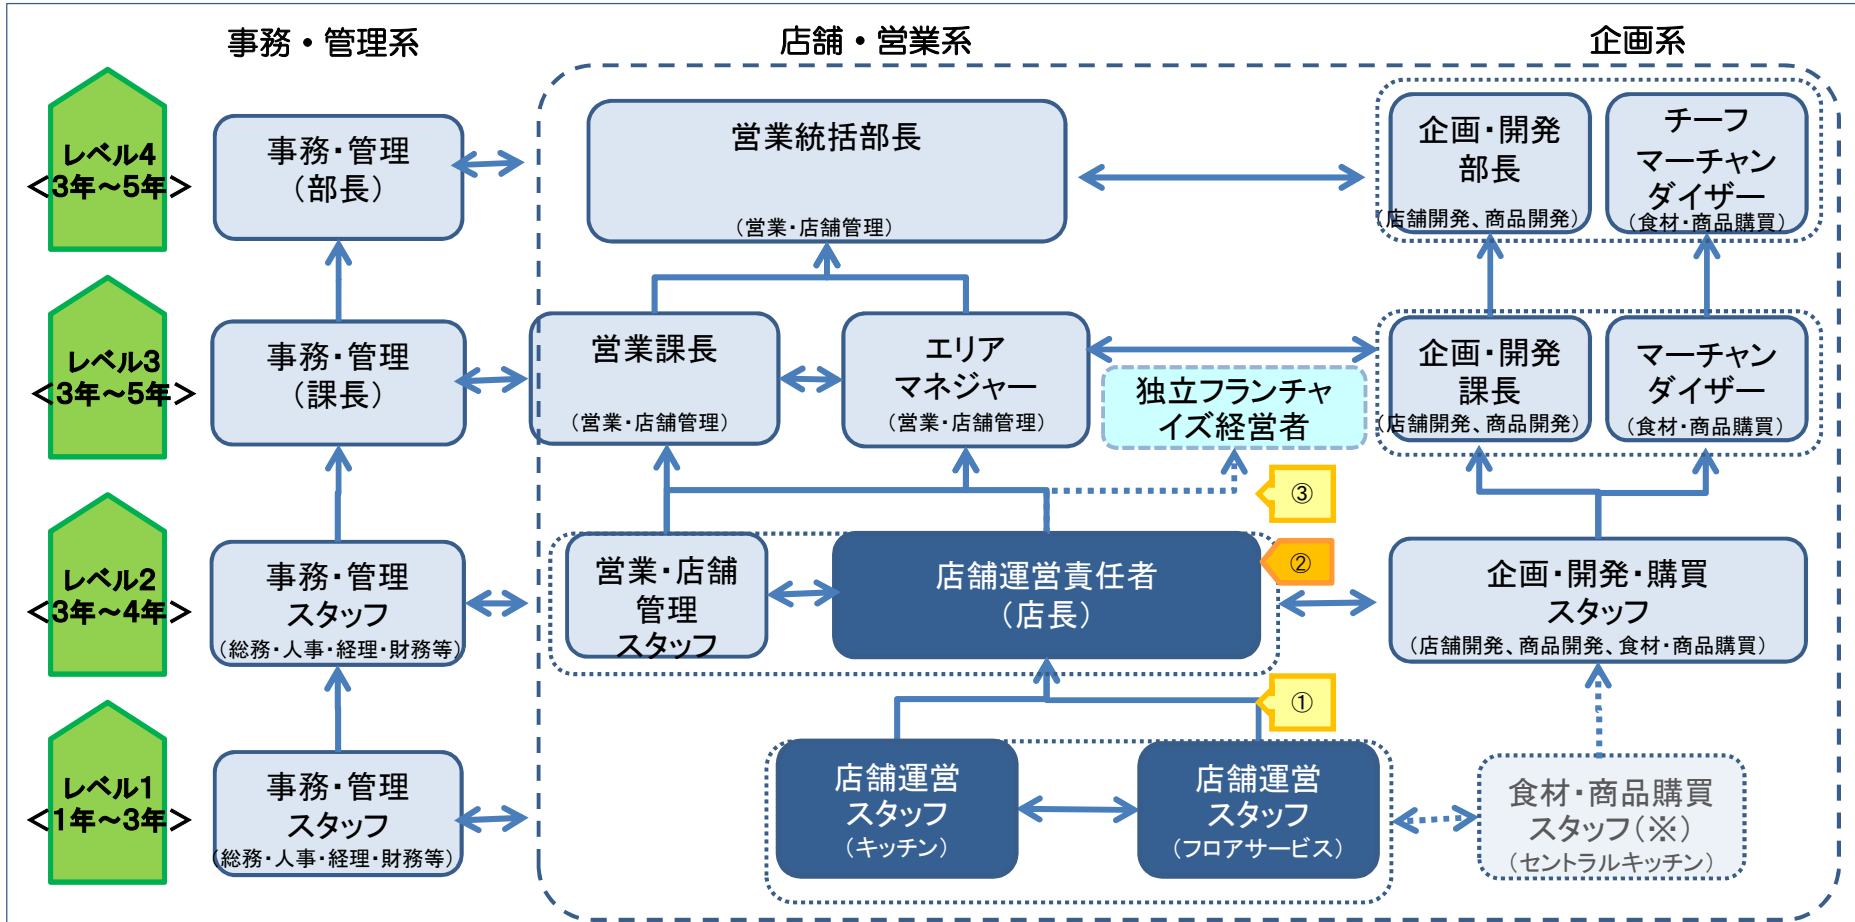 事務・管理系
店舗・営業系
企画系
レベル4
<3年～5年>
事務・管理
（部長）
営業統括部長
（営業・店舗管理）
企画・開発
部長
（店舗開発、商品開発）
チーフ
マーチャン
ダイザー
（食材・商品購買）
レベル3
<3年～5年>
事務・管理
（課長）
営業課長
（営業・店舗管理）
エリア
マネジャー
（営業・店舗管理）
独立フランチャ
イズ経営者
企画・開発
課長
（店舗開発、商品開発）
マーチャン
ダイザー
（食材・商品購買）
③
レベル2
<3年～4年>
事務・管理
スタッフ
（総務・人事・経理・財務等）
営業・店舗
管理
スタッフ
店舗運営責任者
（店長）
②
企画・開発・購買
スタッフ
（店舗開発、商品開発、食材・商品購買）
①
レベル1
<1年～3年>
事務・管理
スタッフ
（総務・人事・経理・財務等）
店舗運営
スタッフ
（キッチン）
店舗運営
スタッフ
（フロアサービス）
食材・商品購買
スタッフ（※）
（セントラルキッチン）